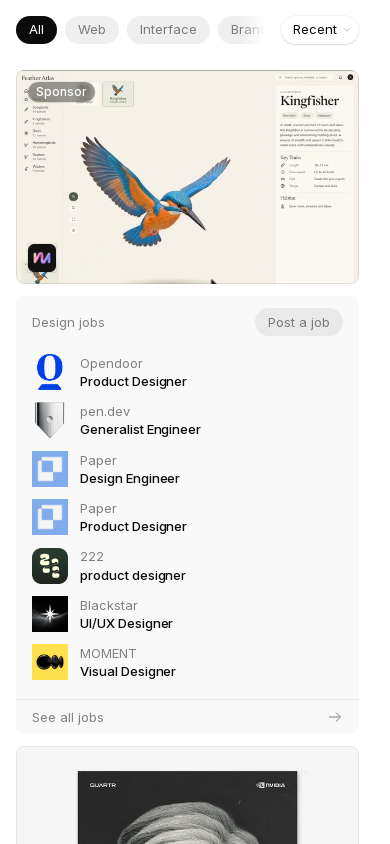 All
Web
Interface
Brand
Recent
Feather Atlas
Sponsor
Kingfisher
Kingfisher
Key Traits
Habitat
Design jobs
Post a job
Opendoor
Product Designer
pen.dev
Generalist Engineer
Paper
Design Engineer
Paper
Product Designer
222
product designer
Blackstar
UI/UX Designer
MOMENT
Visual Designer
See all jobs
QUARTR
NVIDIA